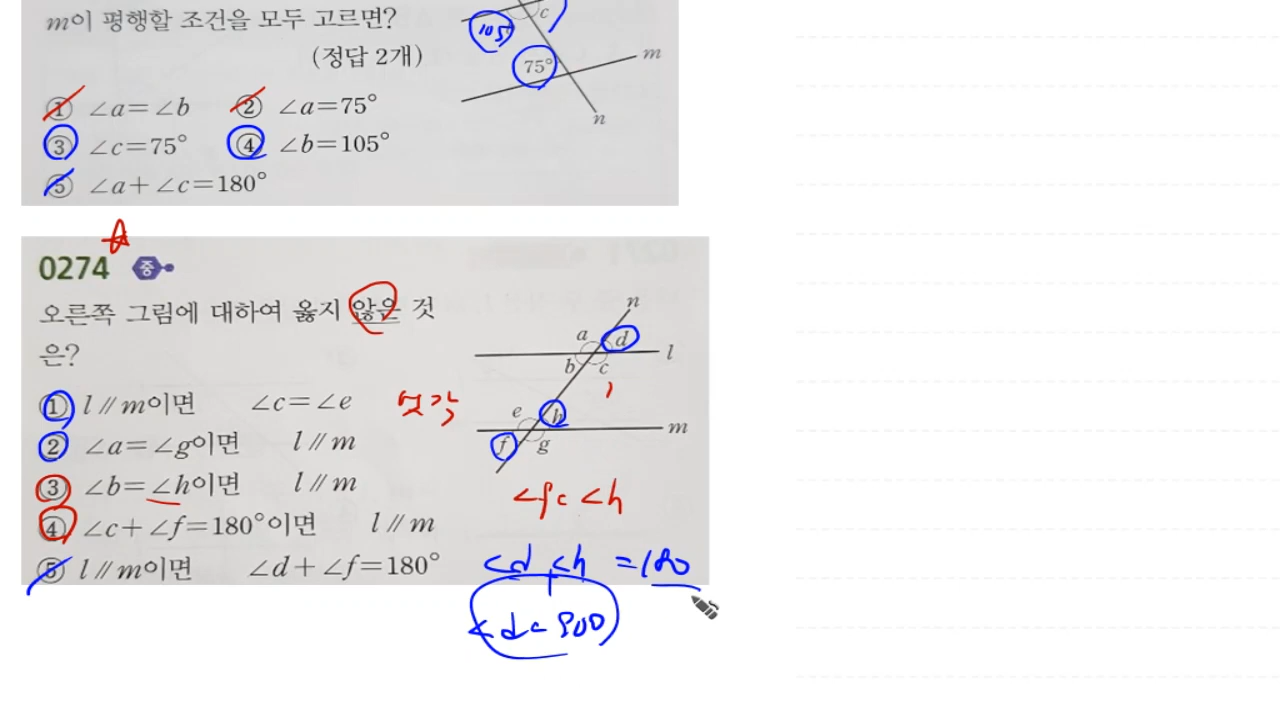 m이 평행할 조건을 모두 고르면?
(정답 2개)
① ∠a=∠b ② ∠a=75°
③ ∠c=75° ④ ∠b=105°
⑤ ∠a+∠c=180°
c
105°
75°
m
n
0274 중
오른쪽 그림에 대하여 옳지 않은 것
은?
① l∥m이면 ∠c=∠e
② ∠a=∠g이면 l∥m
③ ∠b=∠h이면 l∥m
④ ∠c+∠f=180°이면 l∥m
⑤ l∥m이면 ∠d+∠f=180°
엇각
n
a d
l
b c
e h
m
f g
∠f=∠h
∠d+∠h=180
∠d=90